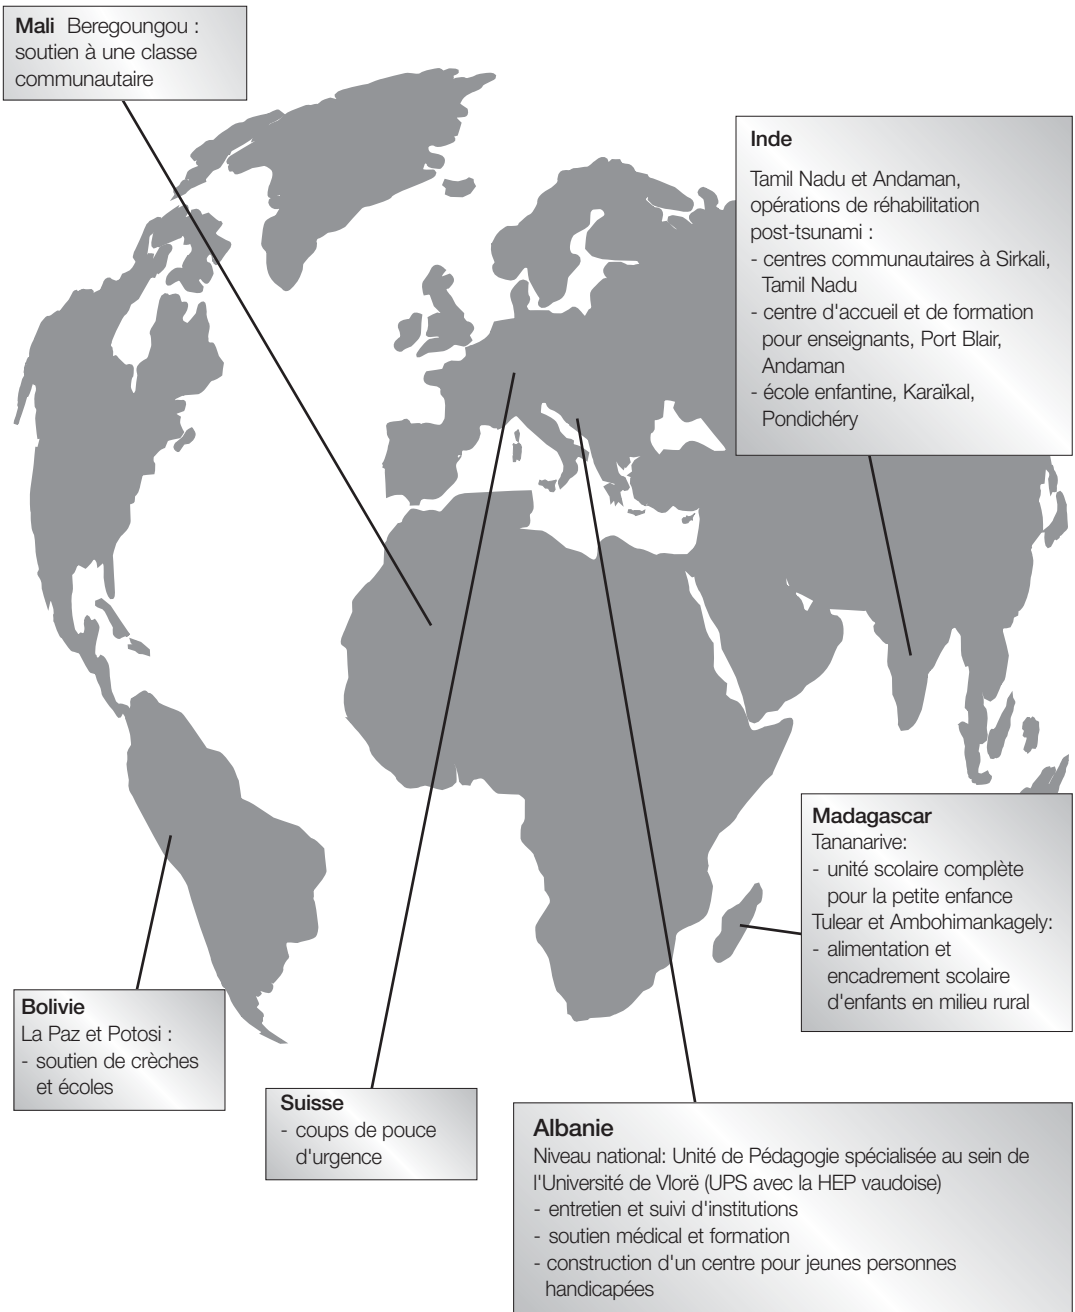 Mali Beregoungou :
soutien à une classe
communautaire
Inde
Tamil Nadu et Andaman,
opérations de réhabilitation
post-tsunami :
- centres communautaires à Sirkali,
Tamil Nadu
- centre d'accueil et de formation
pour enseignants, Port Blair,
Andaman
- école enfantine, Karaïkal,
Pondichéry
Madagascar
Tananarive:
- unité scolaire complète
pour la petite enfance
Tulear et Ambohimankagely:
- alimentation et
encadrement scolaire
d'enfants en milieu rural
Bolivie
La Paz et Potosi :
- soutien de crèches
et écoles
Suisse
- coups de pouce
d'urgence
Albanie
Niveau national: Unité de Pédagogie spécialisée au sein de
l'Université de Vlorë (UPS avec la HEP vaudoise)
- entretien et suivi d'institutions
- soutien médical et formation
- construction d'un centre pour jeunes personnes
handicapées